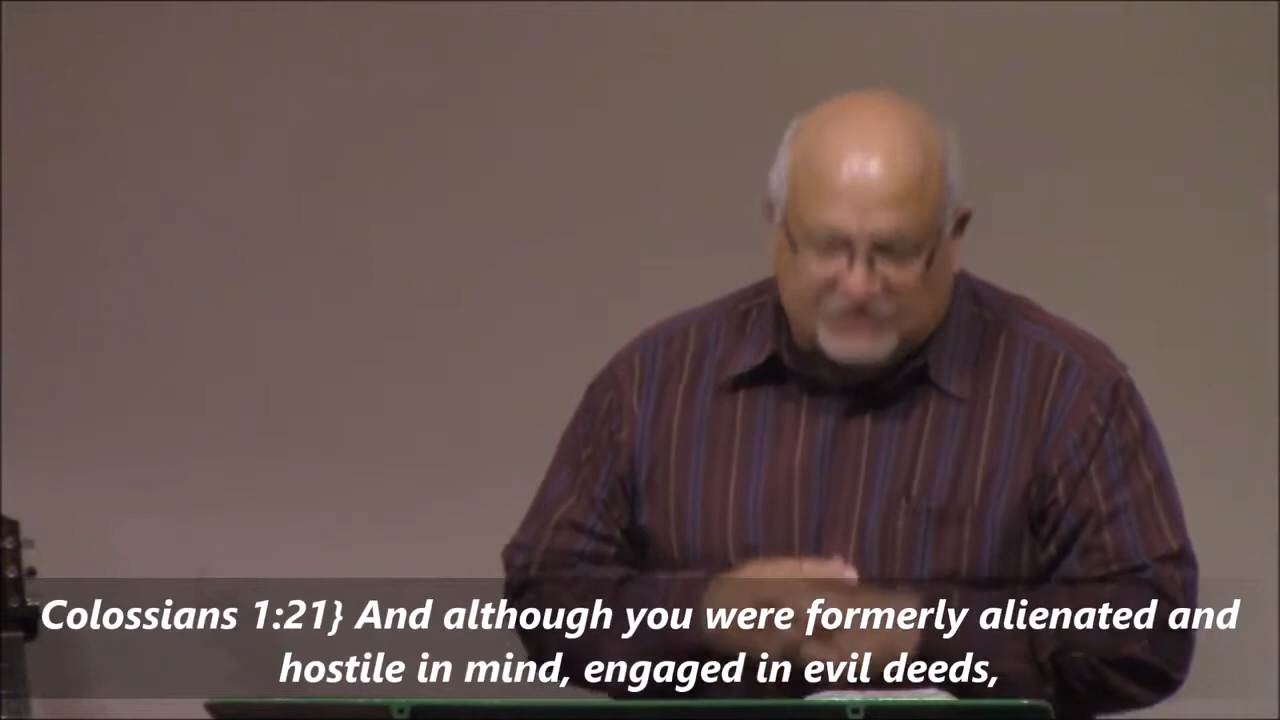 Colossians 1:21} And although you were formerly alienated and
hostile in mind, engaged in evil deeds,